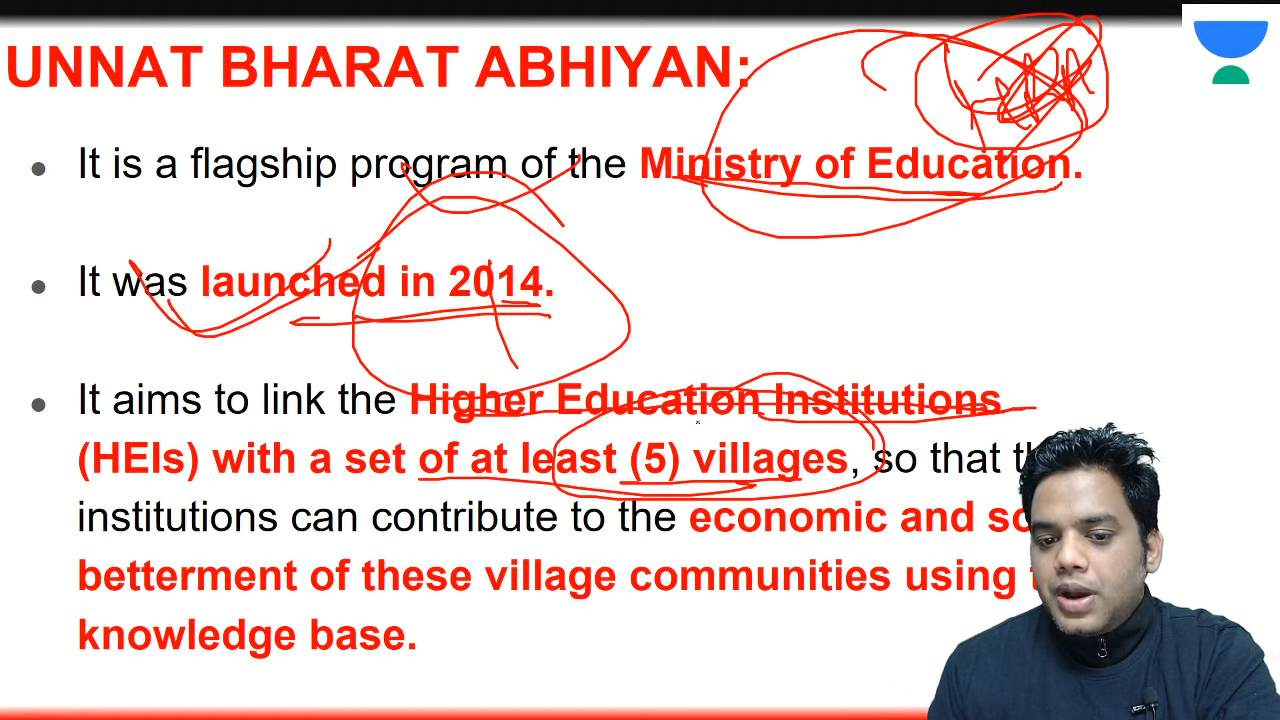 UNNAT BHARAT ABHIYAN:
● It is a flagship program of the Ministry of Education.
● It was launched in 2014.
● It aims to link the Higher Education Institutions
(HEIs) with a set of at least (5) villages, so that
institutions can contribute to the economic and
betterment of these village communities using
knowledge base.